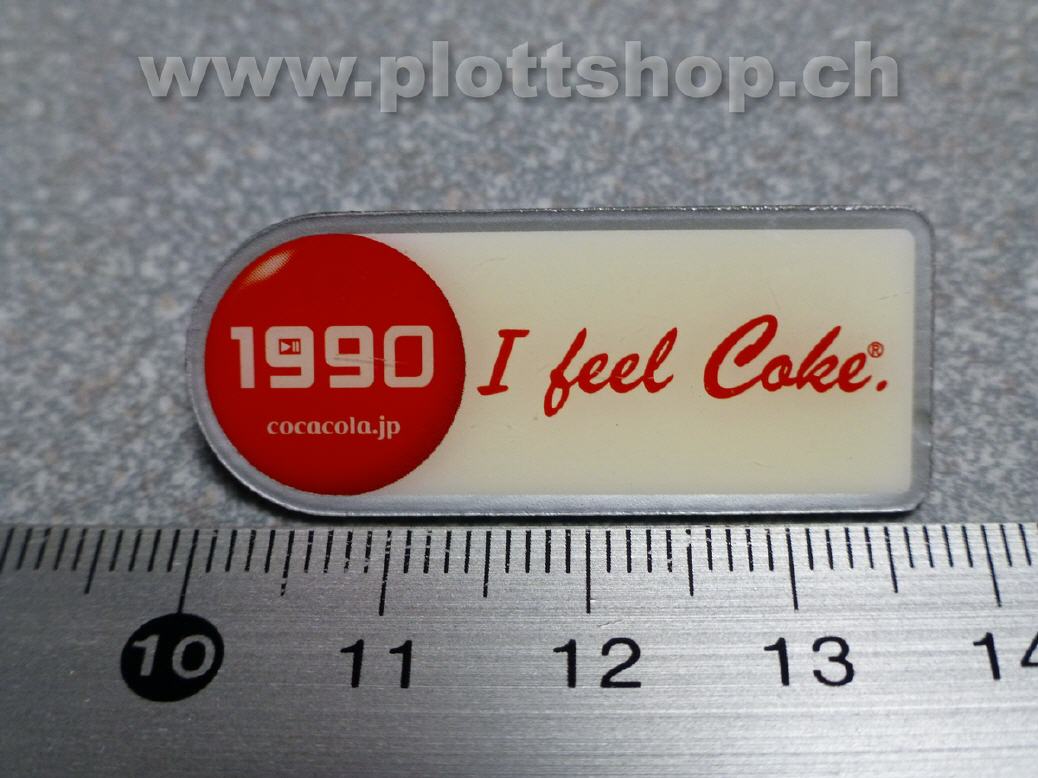 www.plottshop.ch
1990
cocacola.jp
I feel Coke.®
10 11 12 13 14